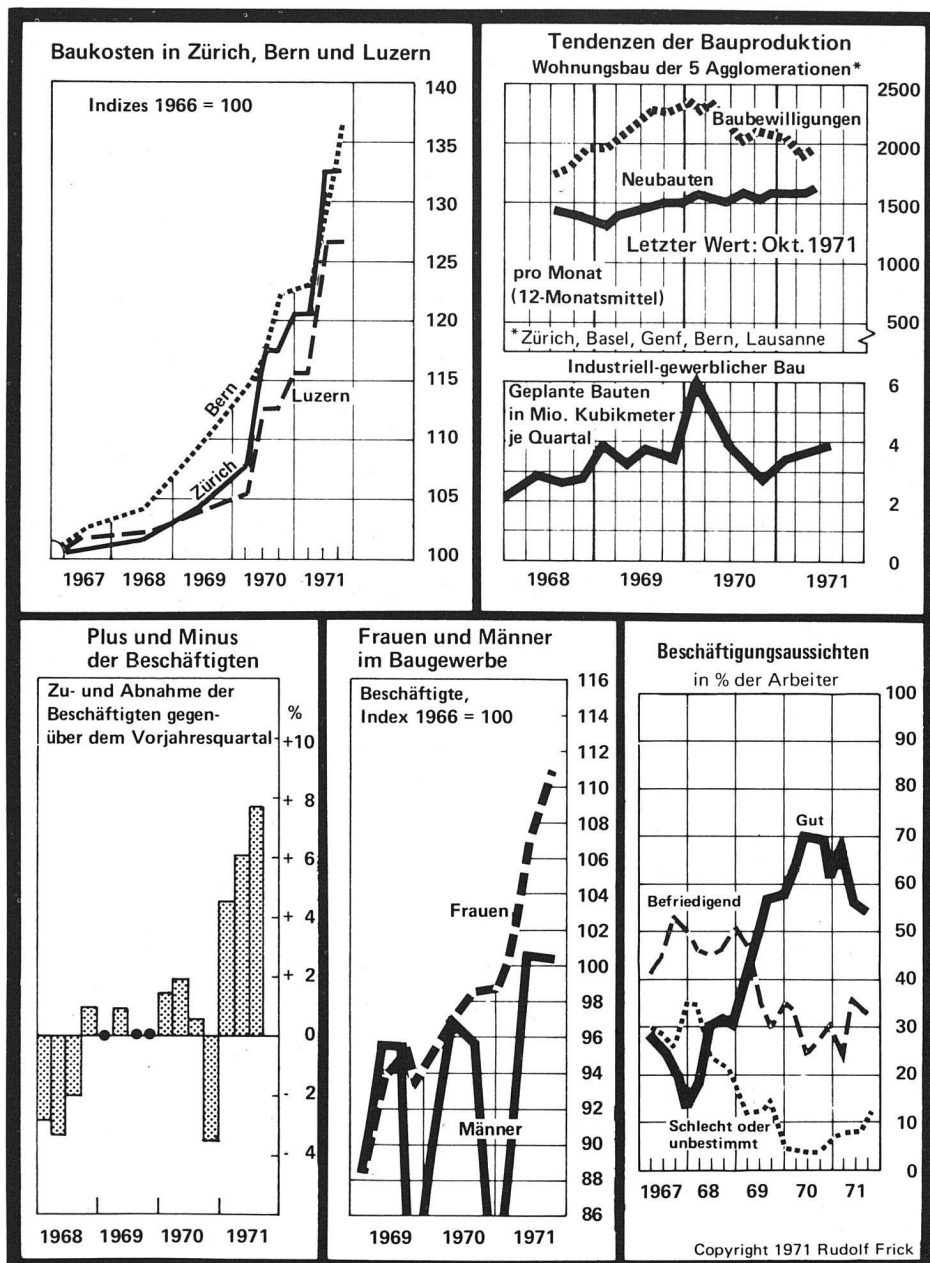 Baukosten in Zürich, Bern und Luzern
Indizes 1966 = 100
140
135
130
125
120
115
110
105
100
Bern
Zürich
Luzern
1967 1968 1969 1970 1971
Tendenzen der Bauproduktion
Wohnungsbau der 5 Agglomerationen*
2500
2000
1500
1000
500
Baubewilligungen
Neubauten
Letzter Wert: Okt. 1971
pro Monat
(12-Monatsmittel)
*Zürich, Basel, Genf, Bern, Lausanne
Industriell-gewerblicher Bau
Geplante Bauten
in Mio. Kubikmeter
je Quartal
6
4
2
0
1968 1969 1970 1971
Plus und Minus
der Beschäftigten
Zu- und Abnahme der
Beschäftigten gegen-
über dem Vorjahresquartal
%
+10
+ 8
+ 6
+ 4
+ 2
0
- 2
- 4
1968 1969 1970 1971
Frauen und Männer
im Baugewerbe
Beschäftigte,
Index 1966 = 100
116
114
112
110
108
106
104
102
100
98
96
94
92
90
88
86
Frauen
Männer
1969 1970 1971
Beschäftigungsaussichten
in % der Arbeiter
100
90
80
70
60
50
40
30
20
10
0
Gut
Befriedigend
Schlecht oder
unbestimmt
1967 68 69 70 71
Copyright 1971 Rudolf Frick